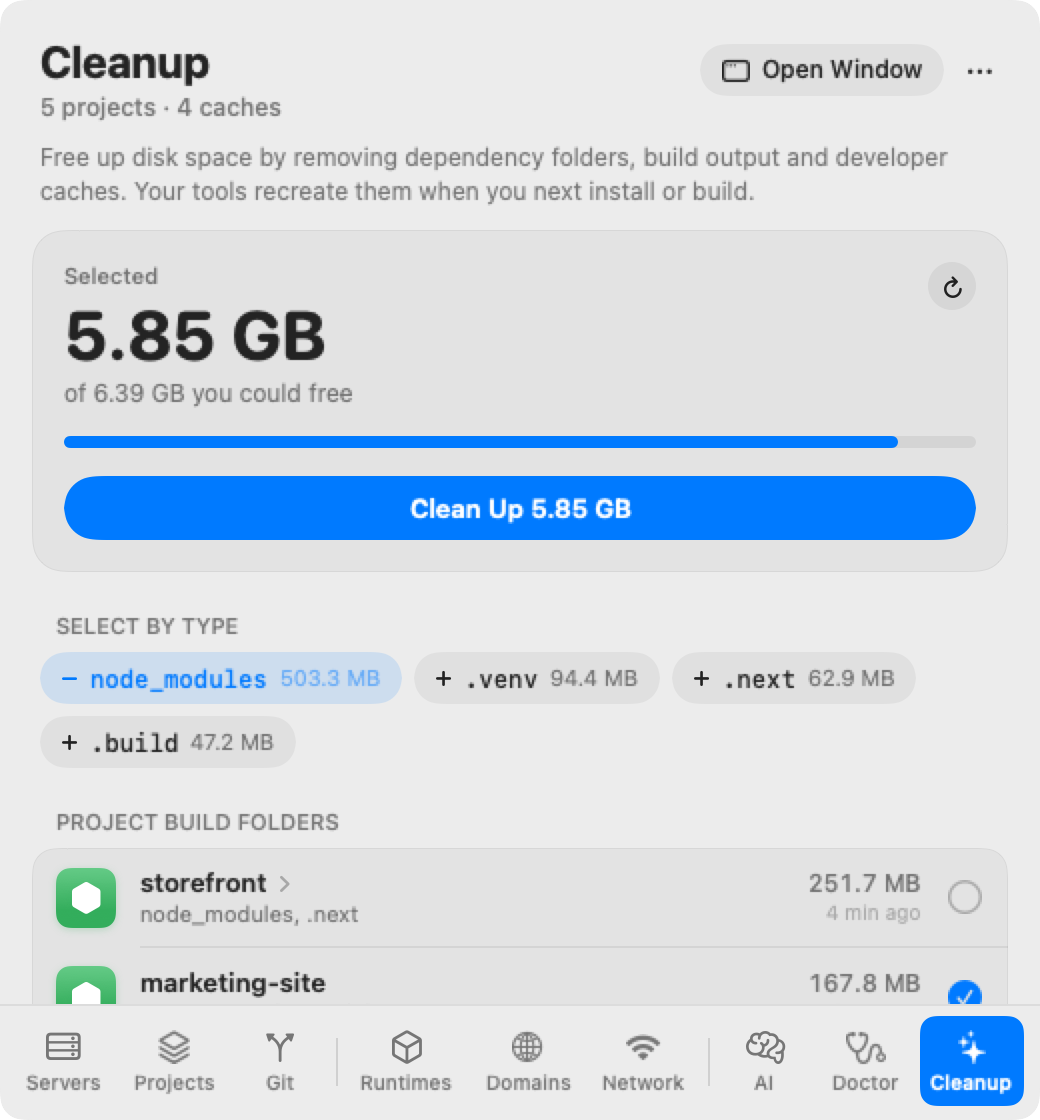 Cleanup
Open Window
5 projects · 4 caches
Free up disk space by removing dependency folders, build output and developer
caches. Your tools recreate them when you next install or build.
Selected
5.85 GB
of 6.39 GB you could free
Clean Up 5.85 GB
SELECT BY TYPE
− node_modules 503.3 MB + .venv 94.4 MB + .next 62.9 MB
+ .build 47.2 MB
PROJECT BUILD FOLDERS
storefront 251.7 MB
node_modules, .next 4 min ago
marketing-site 167.8 MB
Servers Projects Git Runtimes Domains Network AI Doctor Cleanup